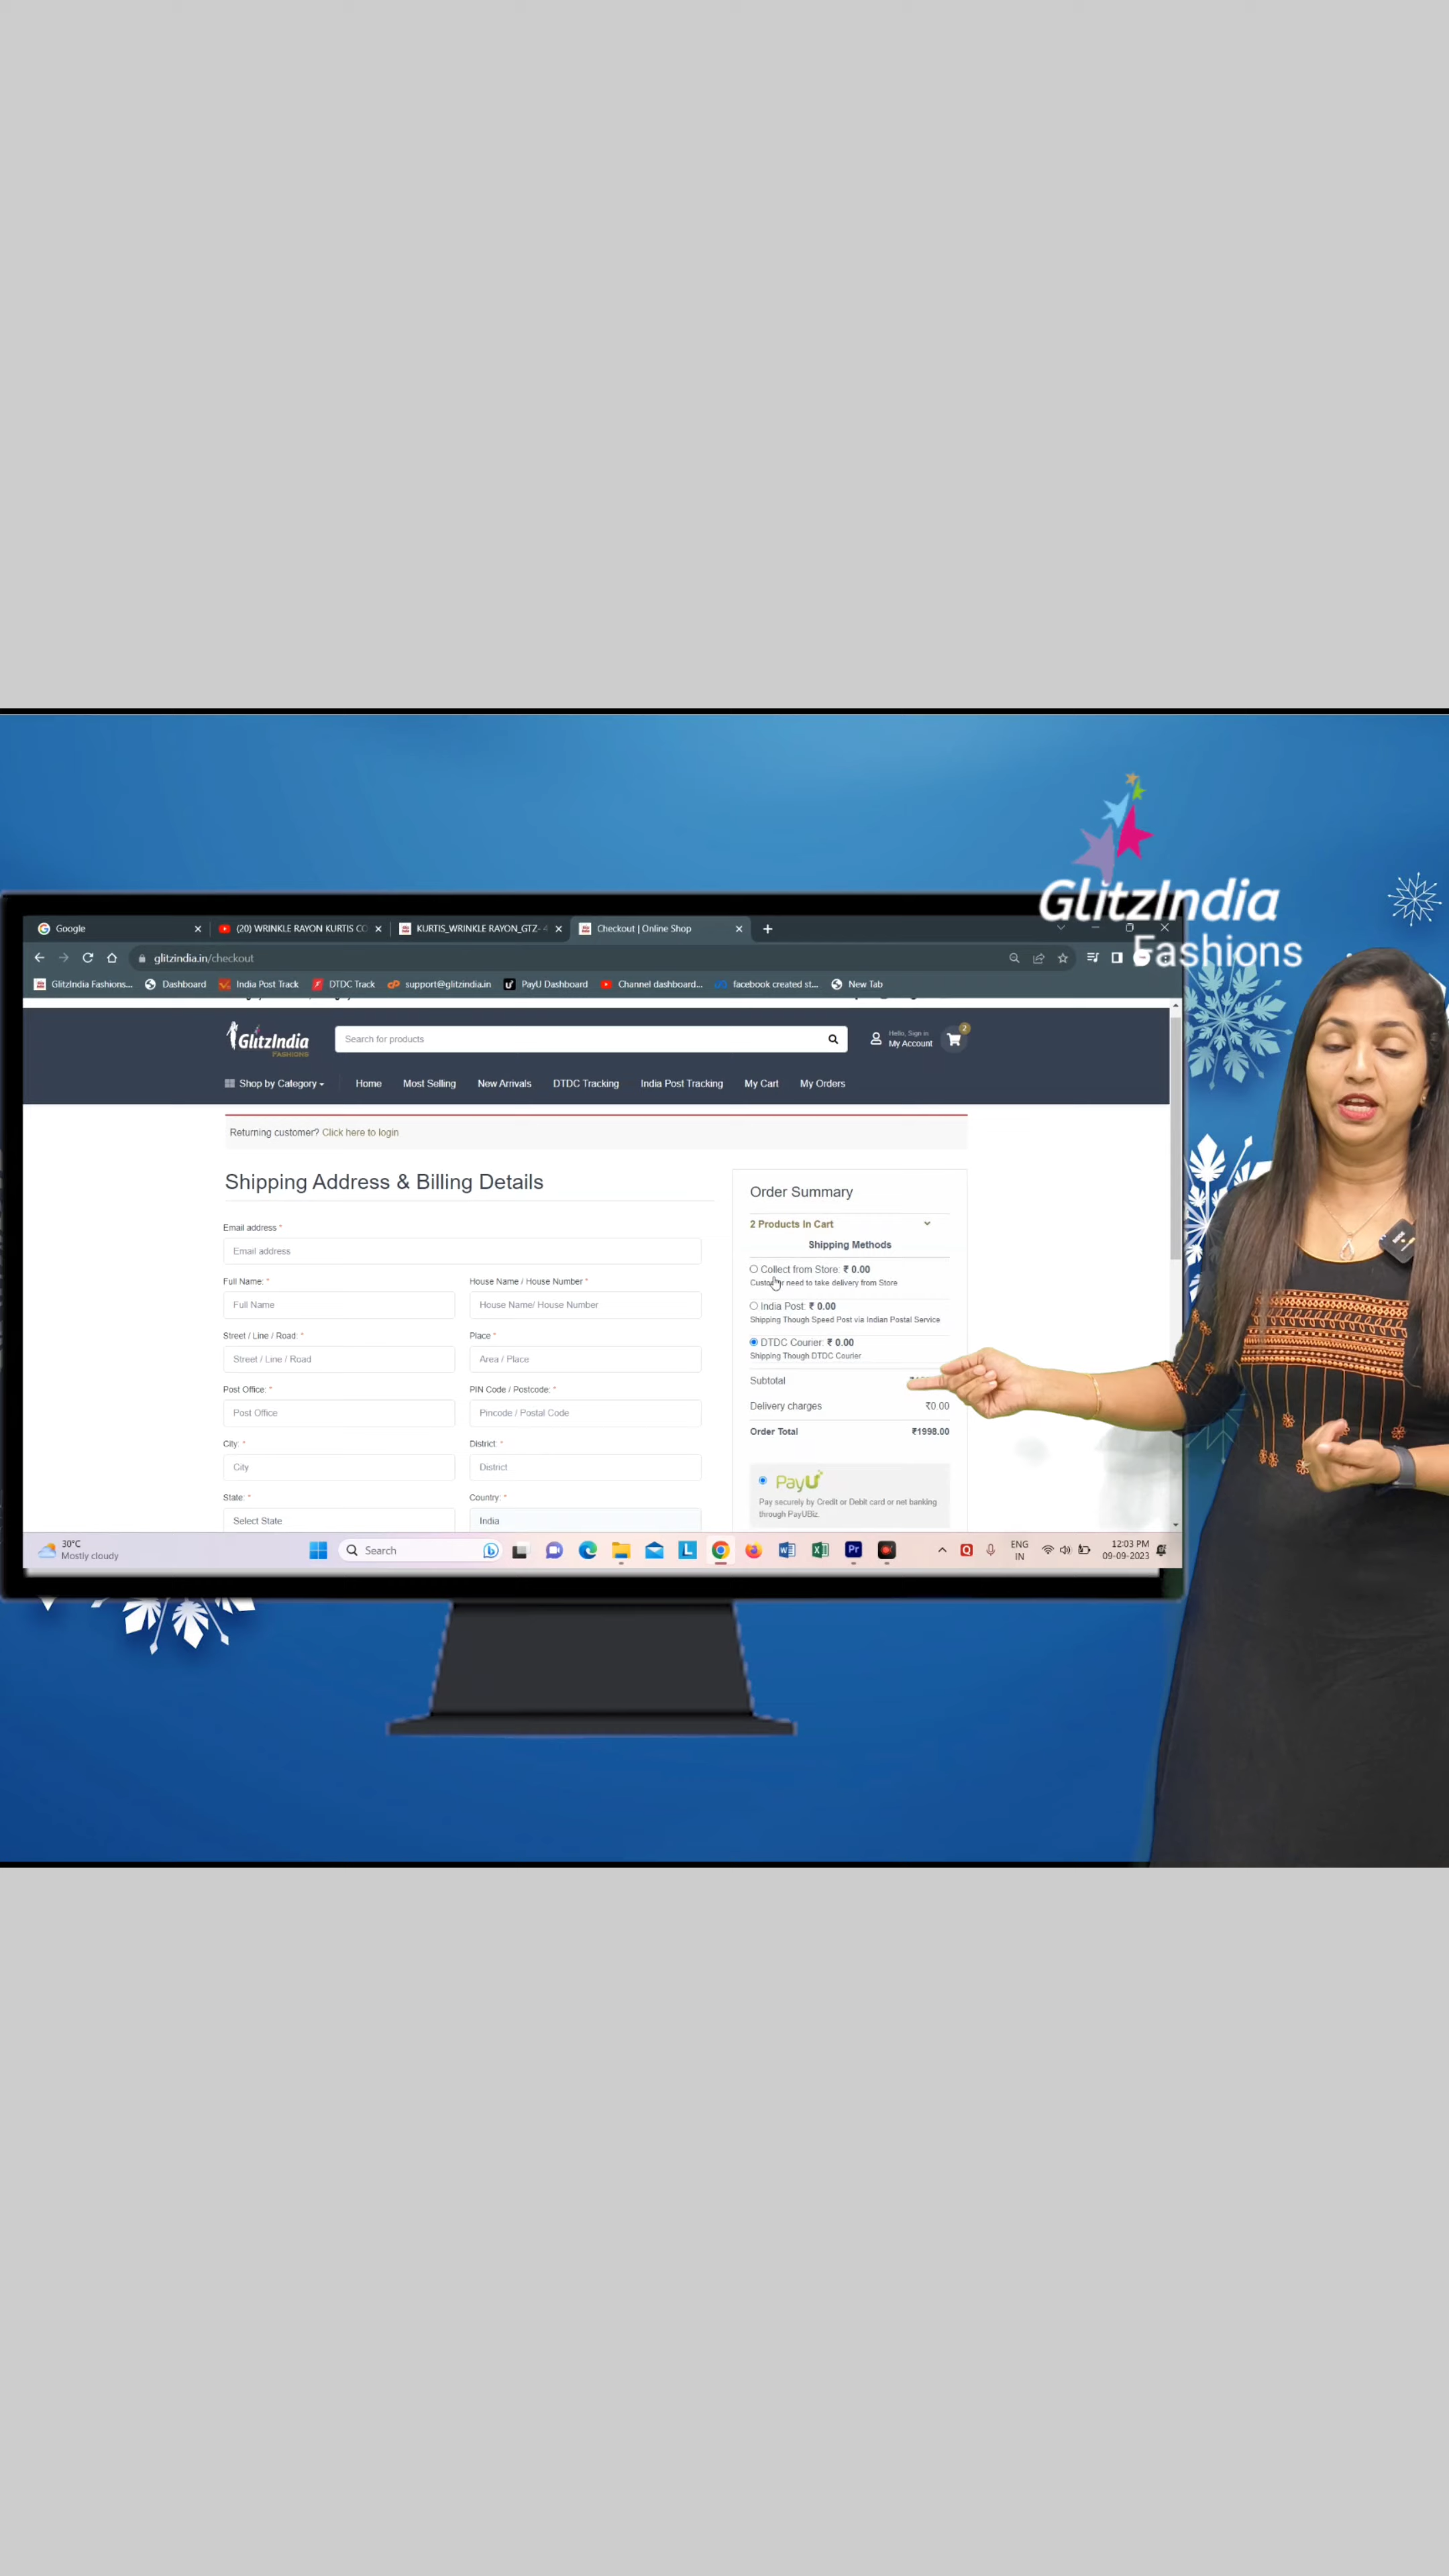 GlitzIndia
Fashions
Google
(20) WRINKLE RAYON KURTIS CO
KURTIS_WRINKLE RAYON_GTZ- 4
Checkout | Online Shop
glitzindia.in/checkout
GlitzIndia Fashions...
Dashboard
India Post Track
DTDC Track
support@glitzindia.in
PayU Dashboard
Channel dashboard...
facebook created st...
New Tab
GlitzIndia
FASHIONS
Search for products
Hello, Sign in
My Account
2
Shop by Category
Home
Most Selling
New Arrivals
DTDC Tracking
India Post Tracking
My Cart
My Orders
Returning customer? Click here to login
Shipping Address & Billing Details
Email address *
Email address
Full Name: *
House Name / House Number *
Full Name
House Name/ House Number
Street / Line / Road: *
Place *
Street / Line / Road
Area / Place
Post Office: *
PIN Code / Postcode: *
Post Office
Pincode / Postal Code
City: *
District: *
City
District
State: *
Country: *
Select State
India
Order Summary
2 Products In Cart
Shipping Methods
Collect from Store: ₹ 0.00
Customer need to take delivery from Store
India Post: ₹ 0.00
Shipping Though Speed Post via Indian Postal Service
DTDC Courier: ₹ 0.00
Shipping Though DTDC Courier
Subtotal
Delivery charges ₹0.00
Order Total ₹1998.00
PayU
Pay securely by Credit or Debit card or net banking
through PayUBiz.
30°C
Mostly cloudy
Search
ENG
IN
12:03 PM
09-09-2023